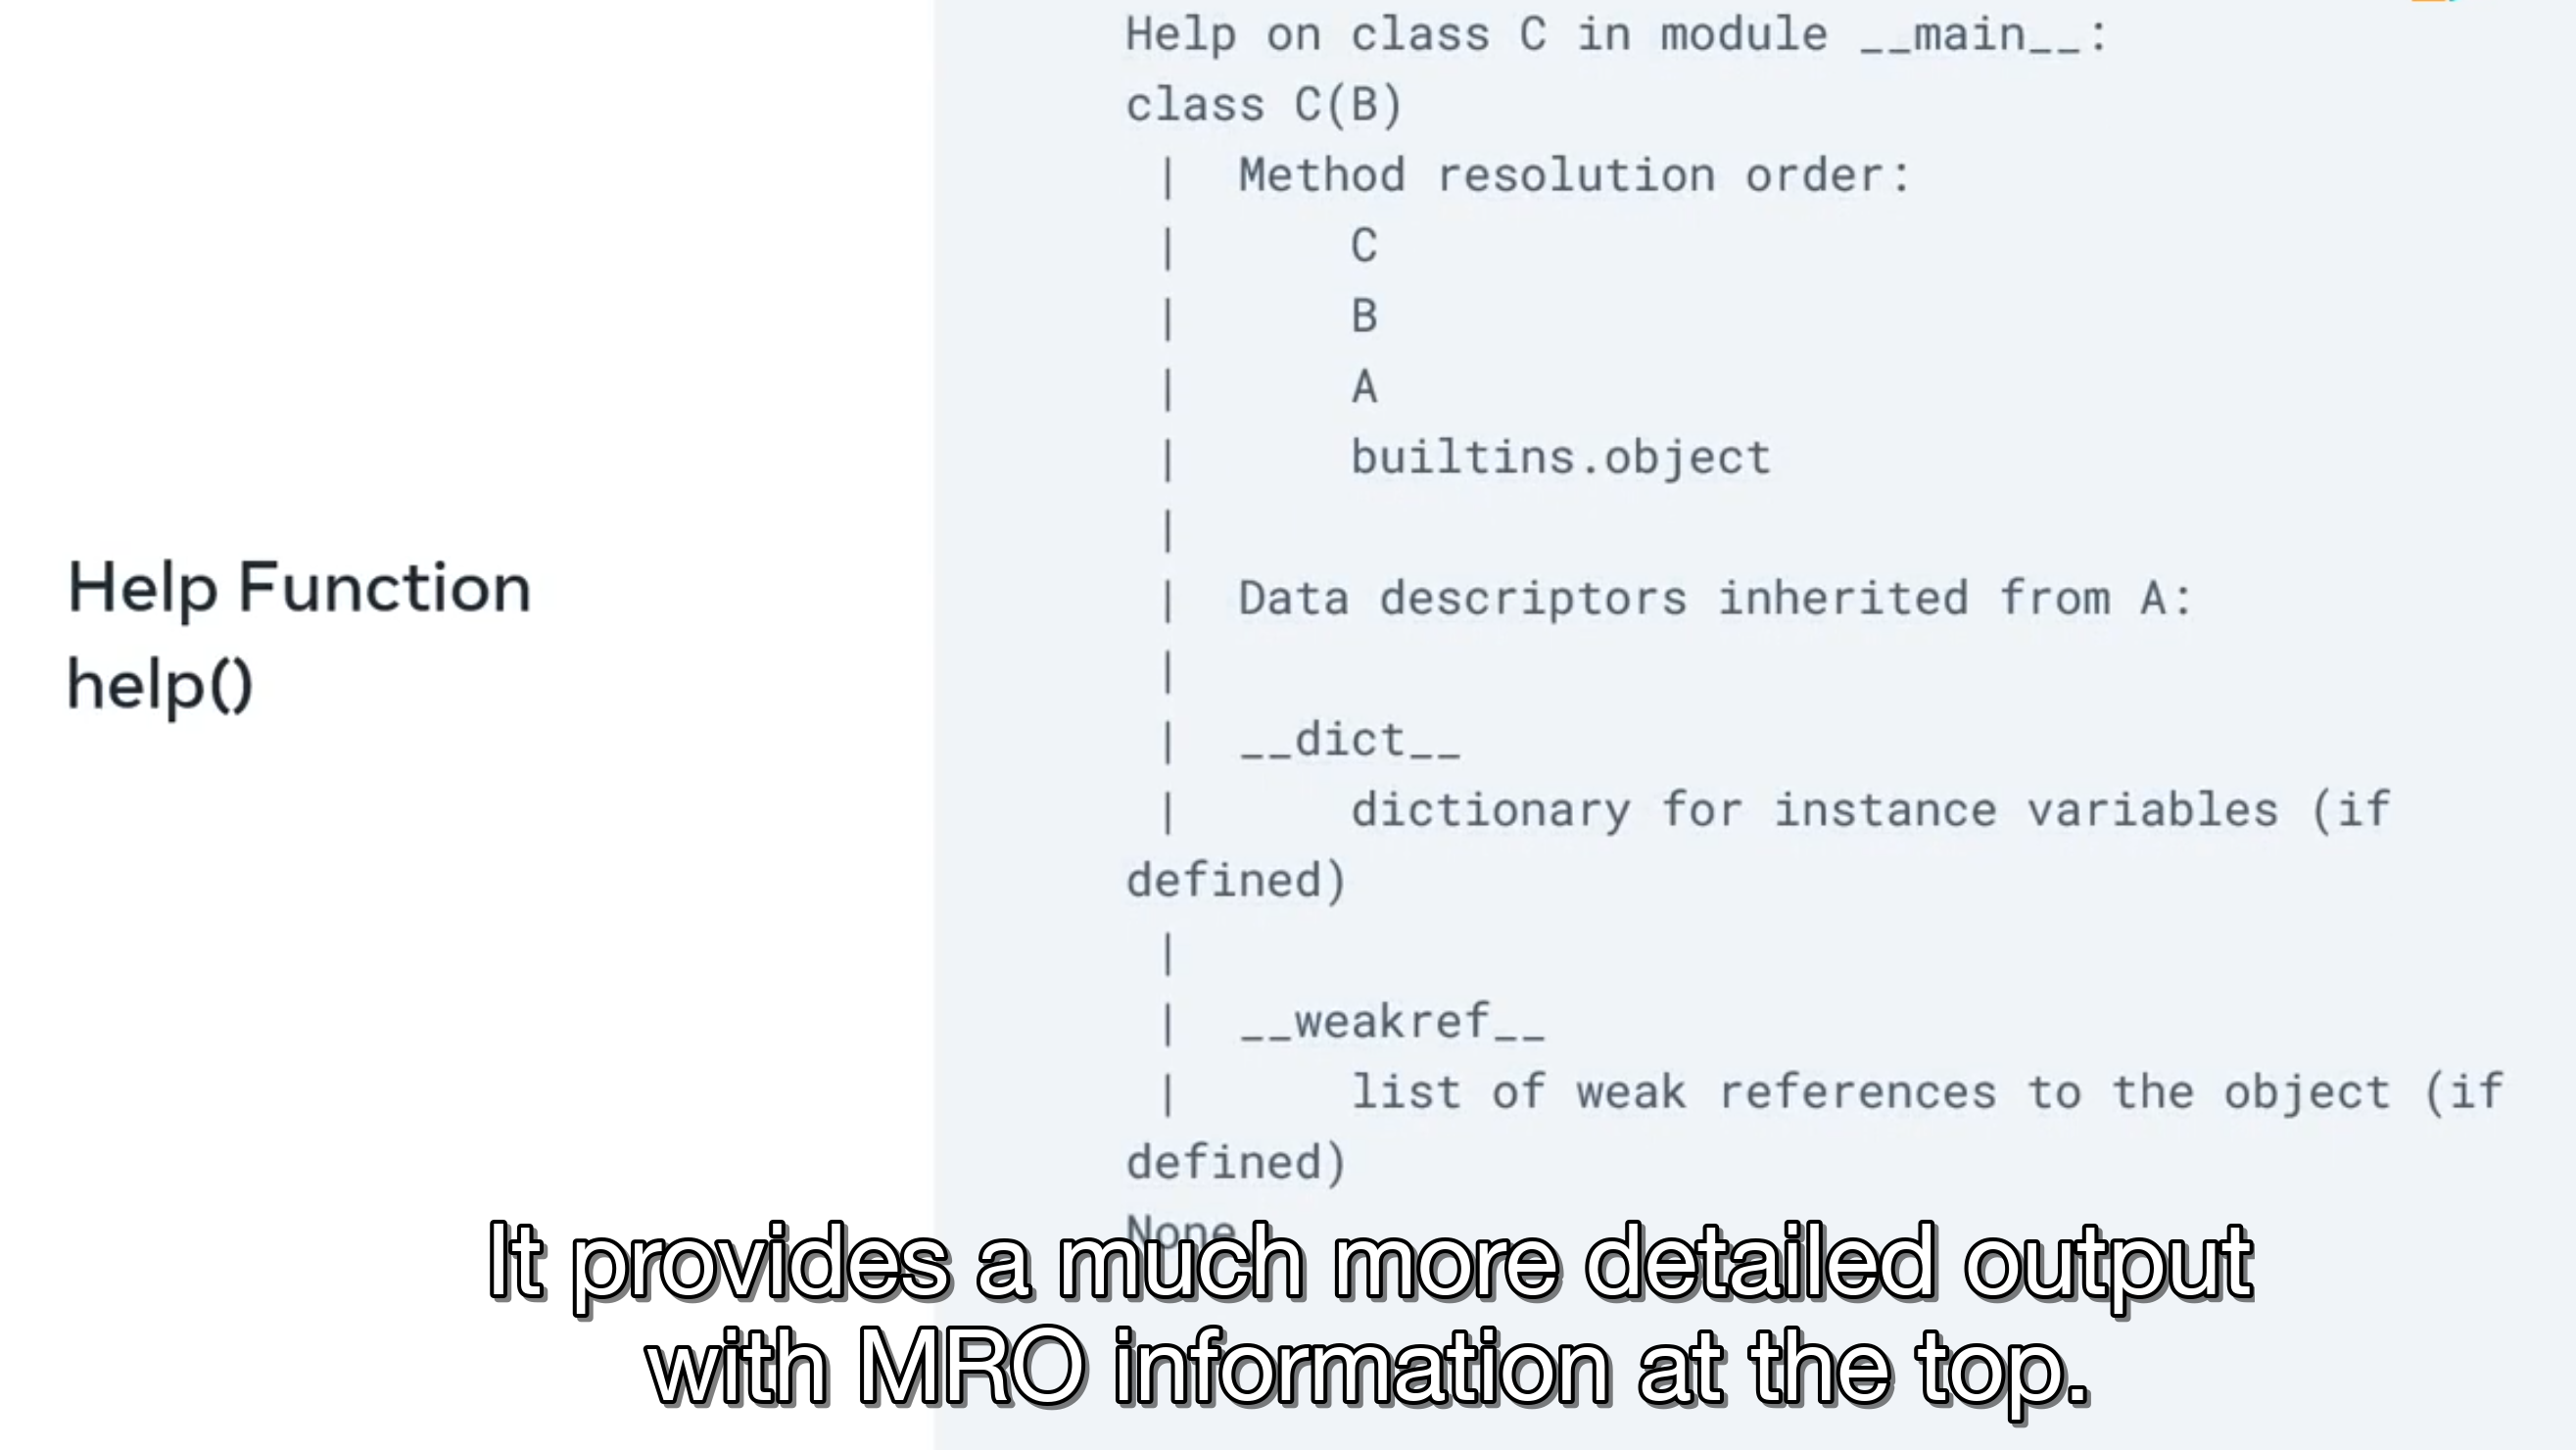 Help Function
help()
Help on class C in module __main__:
class C(B)
 |  Method resolution order:
 |      C
 |      B
 |      A
 |      builtins.object
 |
 |  Data descriptors inherited from A:
 |
 |  __dict__
 |      dictionary for instance variables (if
defined)
 |
 |  __weakref__
 |      list of weak references to the object (if
defined)
None
It provides a much more detailed output
with MRO information at the top.